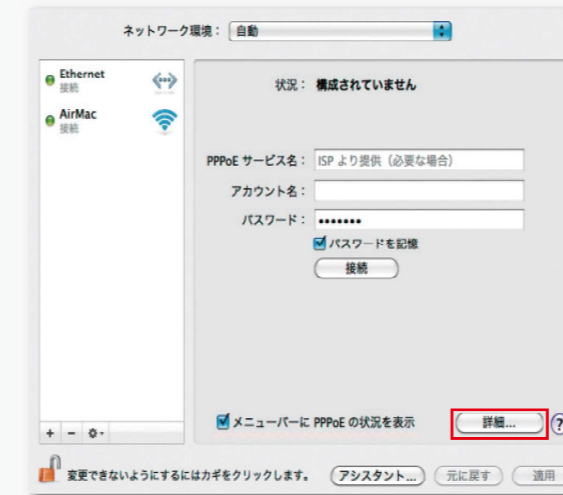 ネットワーク環境： 自動
Ethernet
接続
AirMac
接続
状況： 構成されていません
PPPoE サービス名： ISP より提供（必要な場合）
アカウント名：
パスワード： •••••••
パスワードを記憶
接続
メニューバーに PPPoE の状況を表示
詳細... ?
+ −
変更できないようにするにはカギをクリックします。
アシスタント... 元に戻す 適用